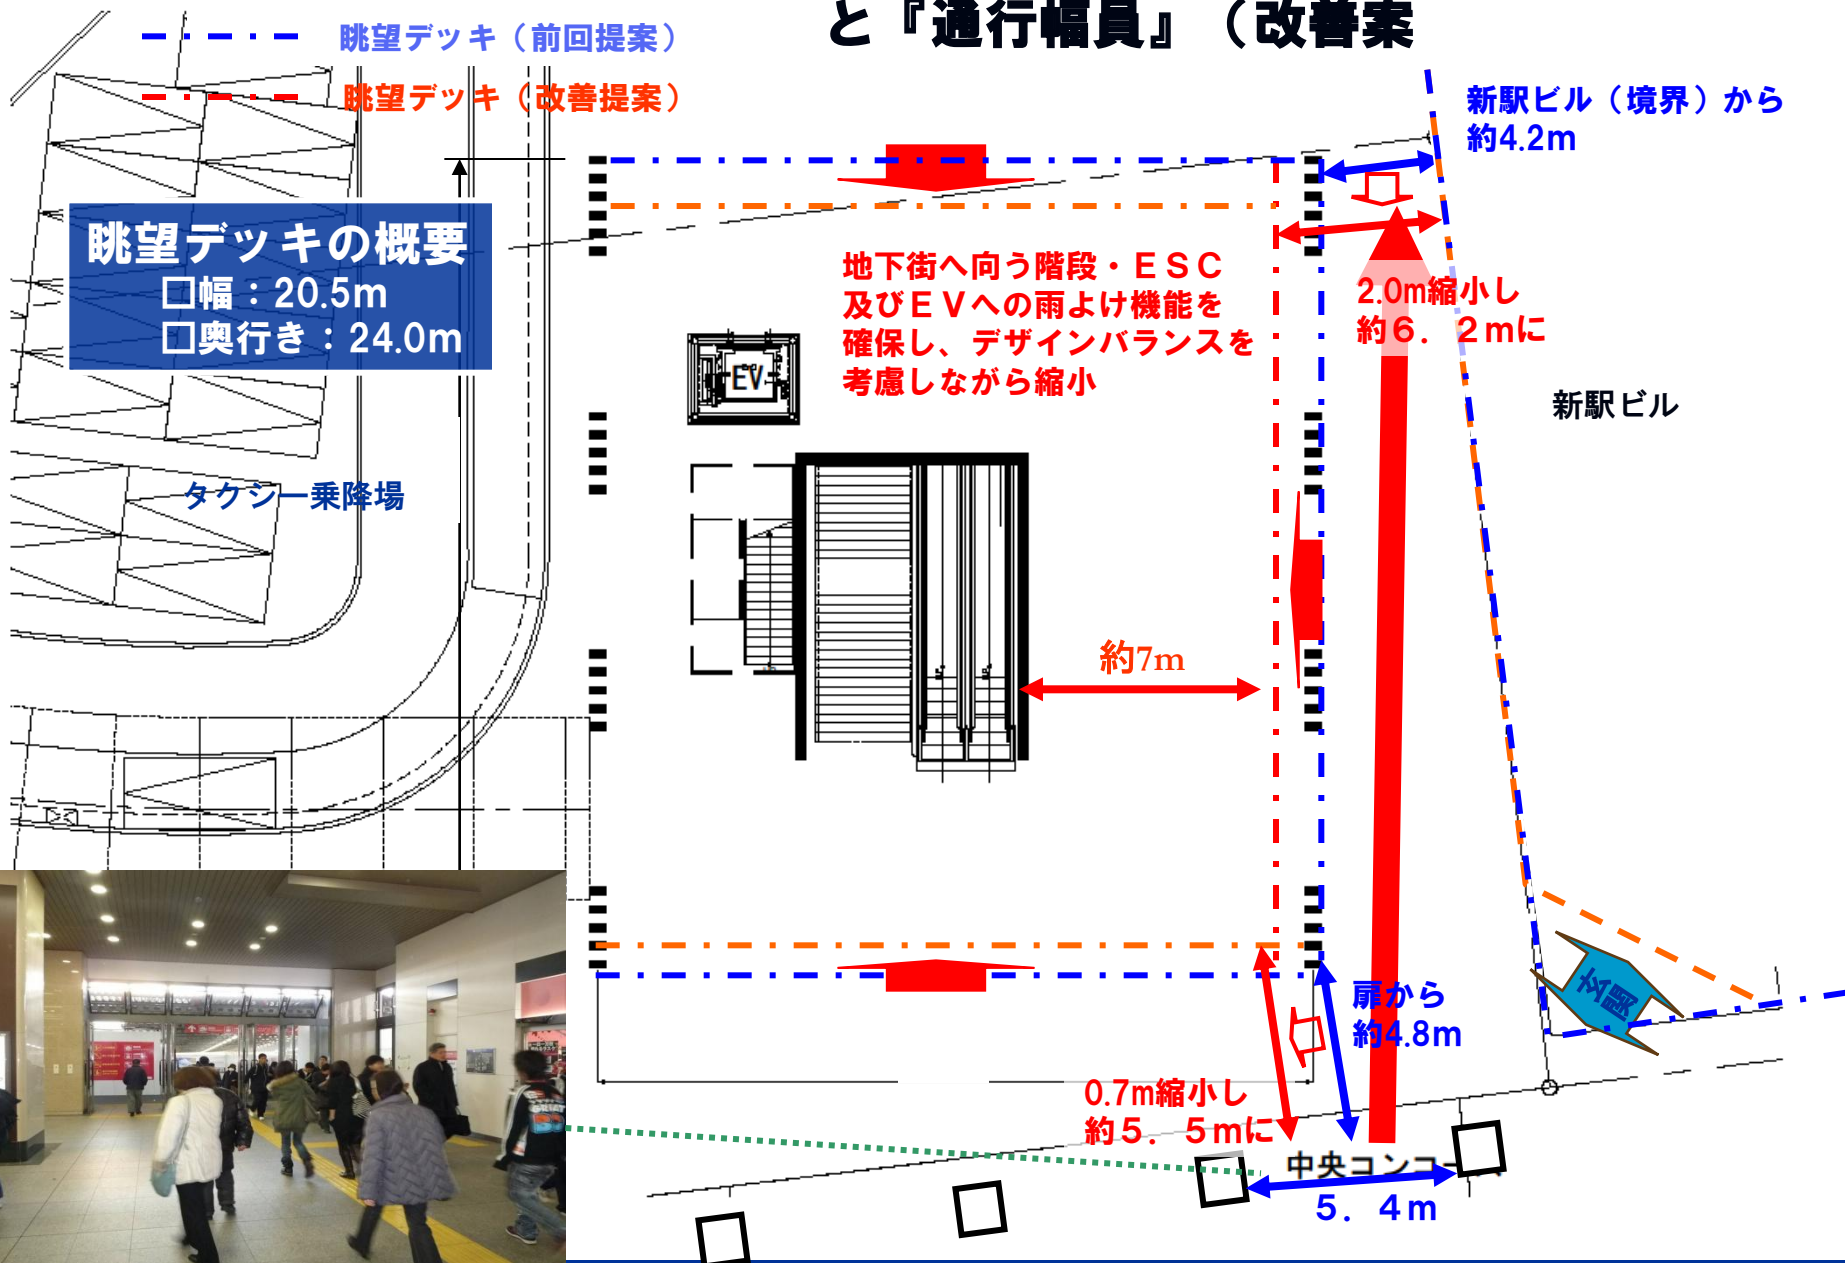 と『通行幅員』（改善案
眺望デッキ（前回提案）
眺望デッキ（改善提案）
新駅ビル（境界）から
約4.2m
眺望デッキの概要
□幅：20.5m
□奥行き：24.0m
地下街へ向う階段・ＥＳＣ
及びＥＶへの雨よけ機能を
確保し、デザインバランスを
考慮しながら縮小
2.0m縮小し
約６．２ｍに
EV
新駅ビル
タクシー乗降場
約7m
玄関
扉から
約4.8m
0.7m縮小し
約５．５ｍに
中央コンコー
５．４ｍ